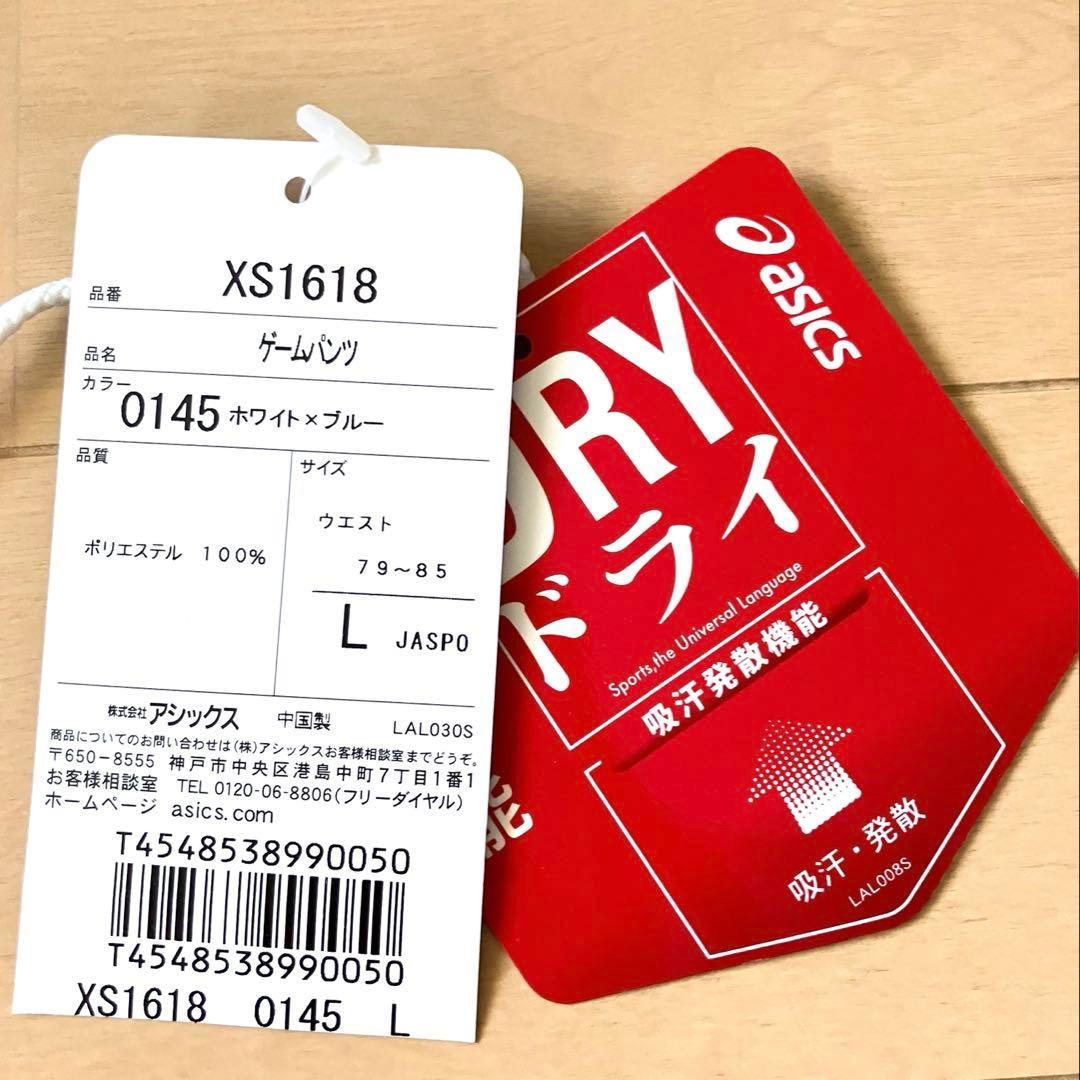 品番 XS1618
品名 ゲームパンツ
カラー 0145 ホワイト×ブルー
品質
ポリエステル 100%
サイズ
ウエスト
79〜85
L JASPO
株式会社アシックス 中国製 LAL030S
商品についてのお問い合わせは(株)アシックスお客様相談室までどうぞ。
〒650-8555 神戸市中央区港島中町7丁目1番1
お客様相談室 TEL 0120-06-8806(フリーダイヤル)
ホームページ asics.com
T4548538990050
T4548538990050
XS1618 0145 L
asics
DRY
ドライ
Sports,the Universal Language
吸汗発散機能
吸汗・発散
LAL008S
能